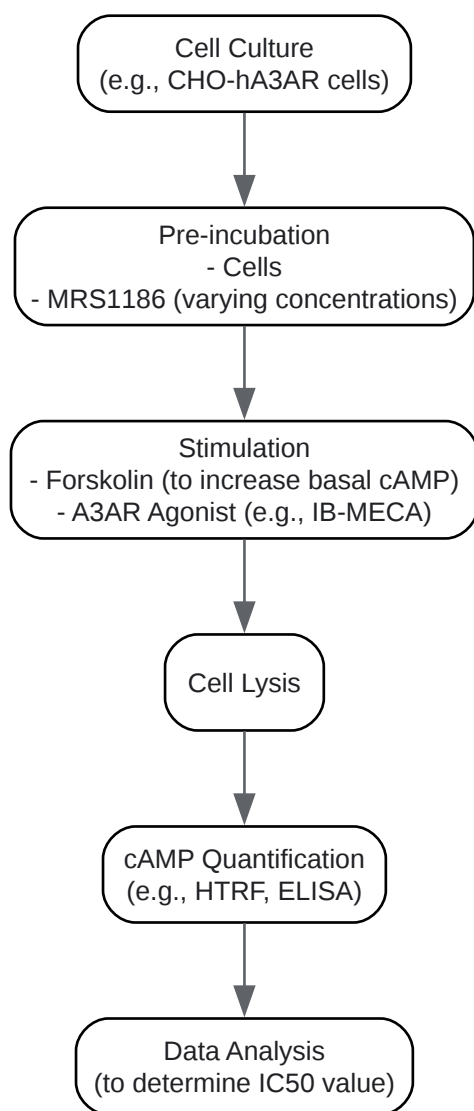 Cell Culture
(e.g., CHO-hA3AR cells)
Pre-incubation
- Cells
- MRS1186 (varying concentrations)
Stimulation
- Forskolin (to increase basal cAMP)
- A3AR Agonist (e.g., IB-MECA)
Cell Lysis
cAMP Quantification
(e.g., HTRF, ELISA)
Data Analysis
(to determine IC50 value)